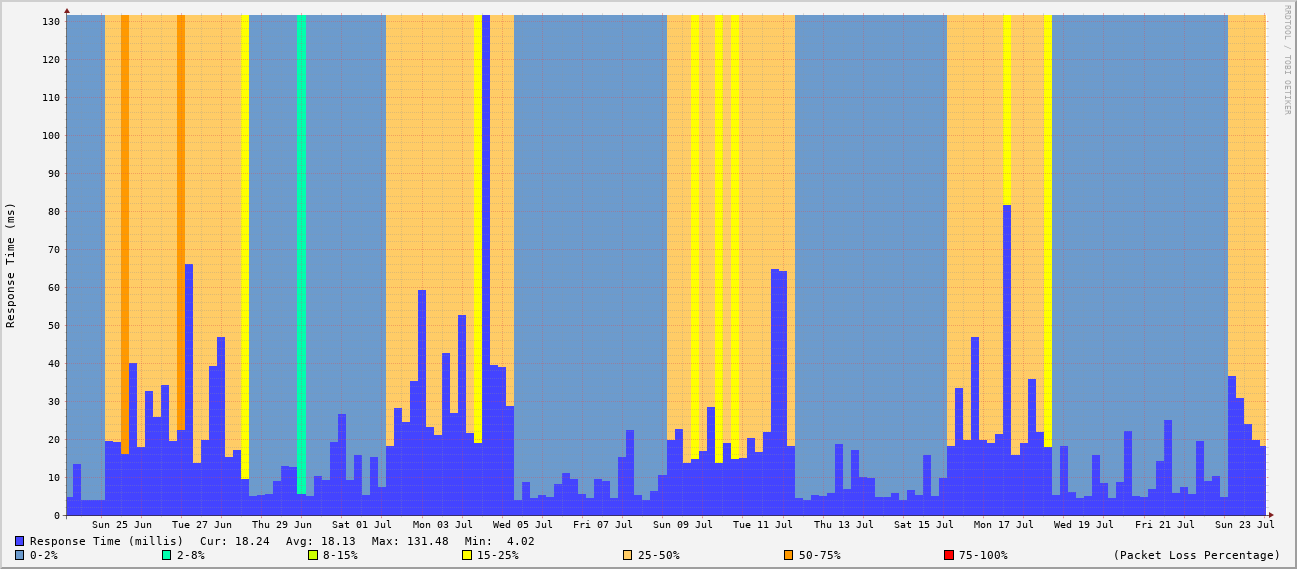 RRDTOOL / TOBI OETIKER
Response Time (ms)
130
120
110
100
90
80
70
60
50
40
30
20
10
0
Sun 25 Jun Tue 27 Jun Thu 29 Jun Sat 01 Jul Mon 03 Jul Wed 05 Jul Fri 07 Jul Sun 09 Jul Tue 11 Jul Thu 13 Jul Sat 15 Jul Mon 17 Jul Wed 19 Jul Fri 21 Jul Sun 23 Jul
Response Time (millis) Cur: 18.24 Avg: 18.13 Max: 131.48 Min: 4.02
0-2% 2-8% 8-15% 15-25% 25-50% 50-75% 75-100% (Packet Loss Percentage)